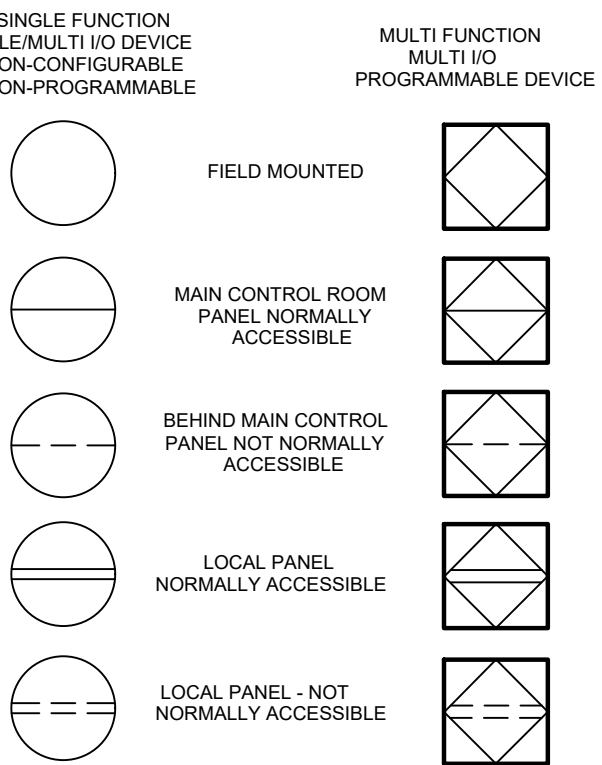 SINGLE FUNCTION
LE/MULTI I/O DEVICE
ON-CONFIGURABLE
ON-PROGRAMMABLE
MULTI FUNCTION
MULTI I/O
PROGRAMMABLE DEVICE
FIELD MOUNTED
MAIN CONTROL ROOM
PANEL NORMALLY
ACCESSIBLE
BEHIND MAIN CONTROL
PANEL NOT NORMALLY
ACCESSIBLE
LOCAL PANEL
NORMALLY ACCESSIBLE
LOCAL PANEL - NOT
NORMALLY ACCESSIBLE